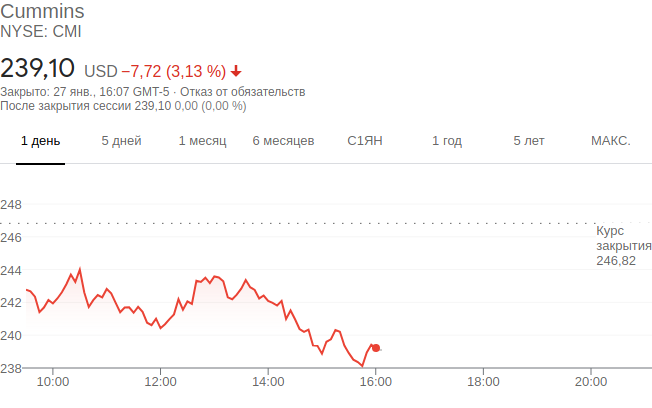 Cummins
NYSE: CMI
239,10 USD −7,72 (3,13 %)
Закрыто: 27 янв., 16:07 GMT-5 · Отказ от обязательств
После закрытия сессии 239,10 0,00 (0,00 %)
1 день 5 дней 1 месяц 6 месяцев С1ЯН 1 год 5 лет МАКС.
248
246
Курс
закрытия
246,82
244
242
240
238
10:00 12:00 14:00 16:00 18:00 20:00